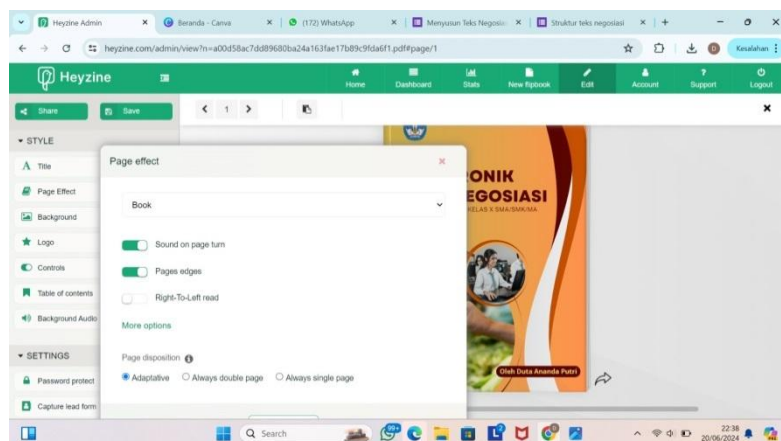 Heyzine Admin
Beranda - Canva
(172) WhatsApp
Menyusun Teks Negosia
Struktur teks negosiasi
heyzine.com/admin/view?n=a00d58ac7dd89680ba24a163fae17b89c9fda6f1.pdf#page/1
D
Kesalahan
Heyzine
Home
Dashboard
Stats
New flipbook
Edit
Account
Support
Logout
Share
Save
1
STYLE
Title
Page Effect
Background
Logo
Controls
Table of contents
Background Audio
SETTINGS
Password protect
Capture lead form
Page effect
Book
Sound on page turn
Pages edges
Right-To-Left read
More options
Page disposition
Adaptative
Always double page
Always single page
ONIK
EGOSIASI
KELAS X SMA/SMK/MA
Oleh Duta Ananda Putri
Search
99+
22:38
20/06/2024